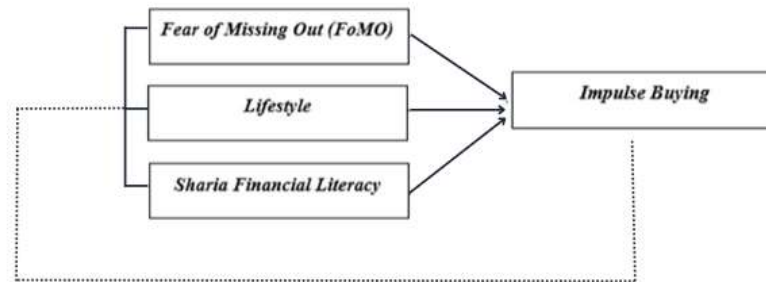 Fear of Missing Out (FoMO)
Lifestyle
Impulse Buying
Sharia Financial Literacy